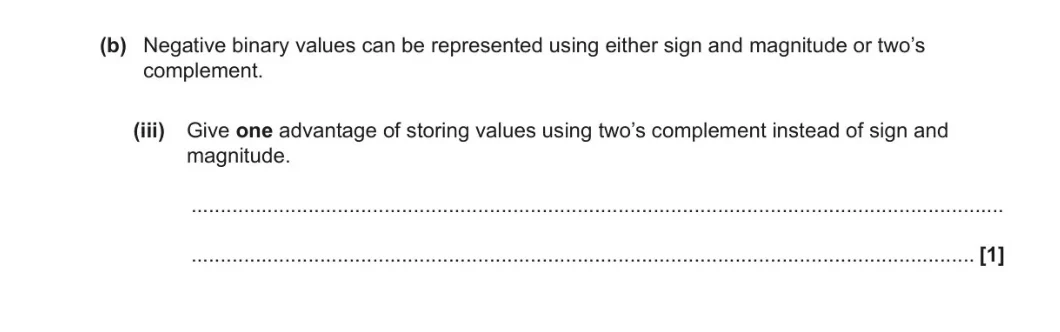 (b) Negative binary values can be represented using either sign and magnitude or two’s
complement.
(iii) Give one advantage of storing values using two’s complement instead of sign and
magnitude.
..........................................................................................................................................
..................................................................................................................................... [1]